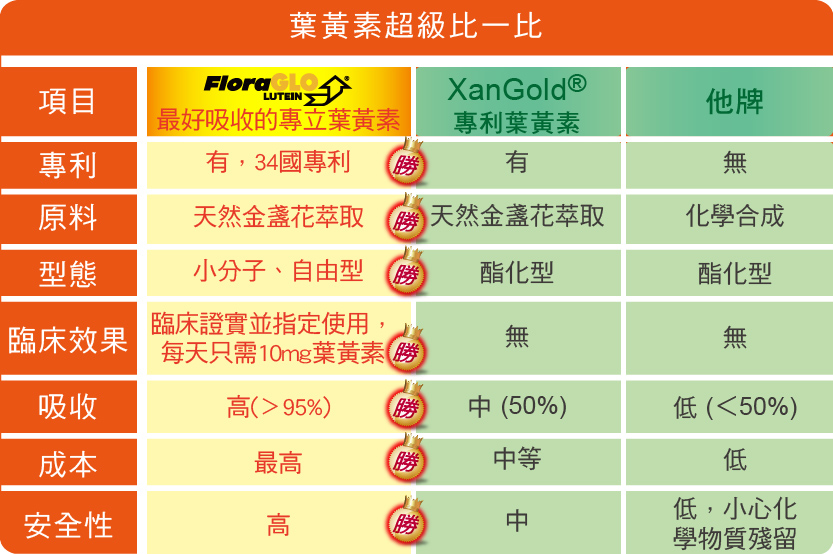 葉黃素超級比一比
項目
FloraGLO
LUTEIN
最好吸收的專立葉黃素
XanGold®
專利葉黃素
他牌
專利
有，34國專利
勝
有
無
原料
天然金盞花萃取
勝
天然金盞花萃取
化學合成
型態
小分子、自由型
勝
酯化型
酯化型
臨床效果
臨床證實並指定使用，
每天只需10mg葉黃素
勝
無
無
吸收
高(＞95%)
勝
中 (50%)
低 (＜50%)
成本
最高
勝
中等
低
安全性
高
勝
中
低，小心化
學物質殘留